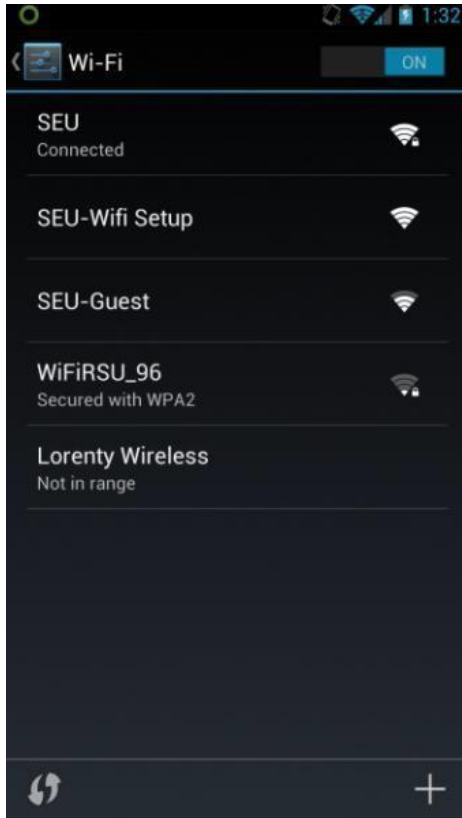 1:32
Wi-Fi
ON
SEU
Connected
SEU-Wifi Setup
SEU-Guest
WiFiRSU_96
Secured with WPA2
Lorenty Wireless
Not in range